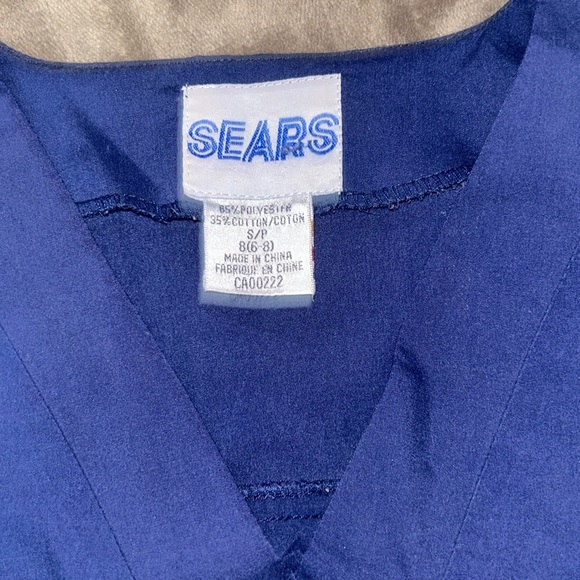 SEARS
65% POLYESTER
35% COTTON/COTON
S/P
8(6-8)
MADE IN CHINA
FABRIQUE EN CHINE
CA00222